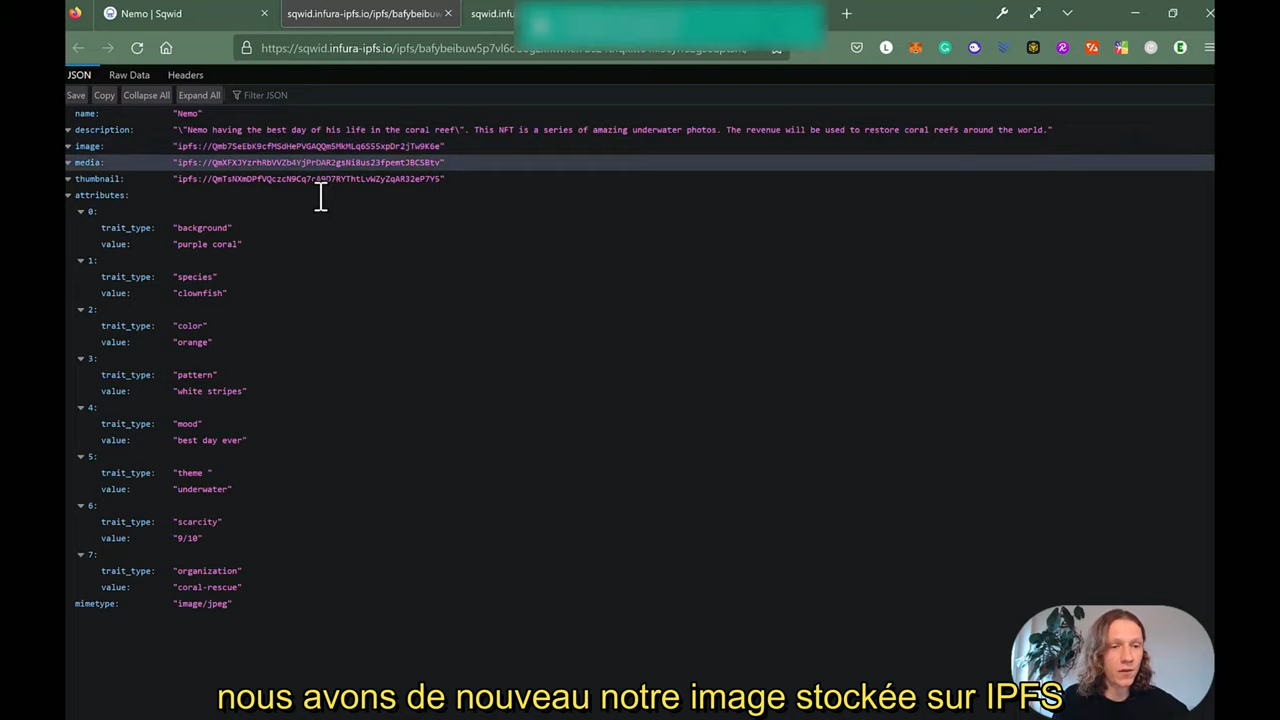 Nemo | Sqwid
sqwid.infura-ipfs.io/ipfs/bafybeibuw
sqwid.infu
JSON Raw Data Headers
Save Copy Collapse All Expand All Filter JSON
name: "Nemo"
description: "\"Nemo having the best day of his life in the coral reef\". This NFT is a series of amazing underwater photos. The revenue will be used to restore coral reefs around the world."
image:
media:
thumbnail:
attributes:
0:
trait_type: "background"
value: "purple coral"
1:
trait_type: "species"
value: "clownfish"
2:
trait_type: "color"
value: "orange"
3:
trait_type: "pattern"
value: "white stripes"
4:
trait_type: "mood"
value: "best day ever"
5:
trait_type: "theme "
value: "underwater"
6:
trait_type: "scarcity"
value: "9/10"
7:
trait_type: "organization"
value: "coral-rescue"
mimetype: "image/jpeg"
nous avons de nouveau notre image stockée sur IPFS